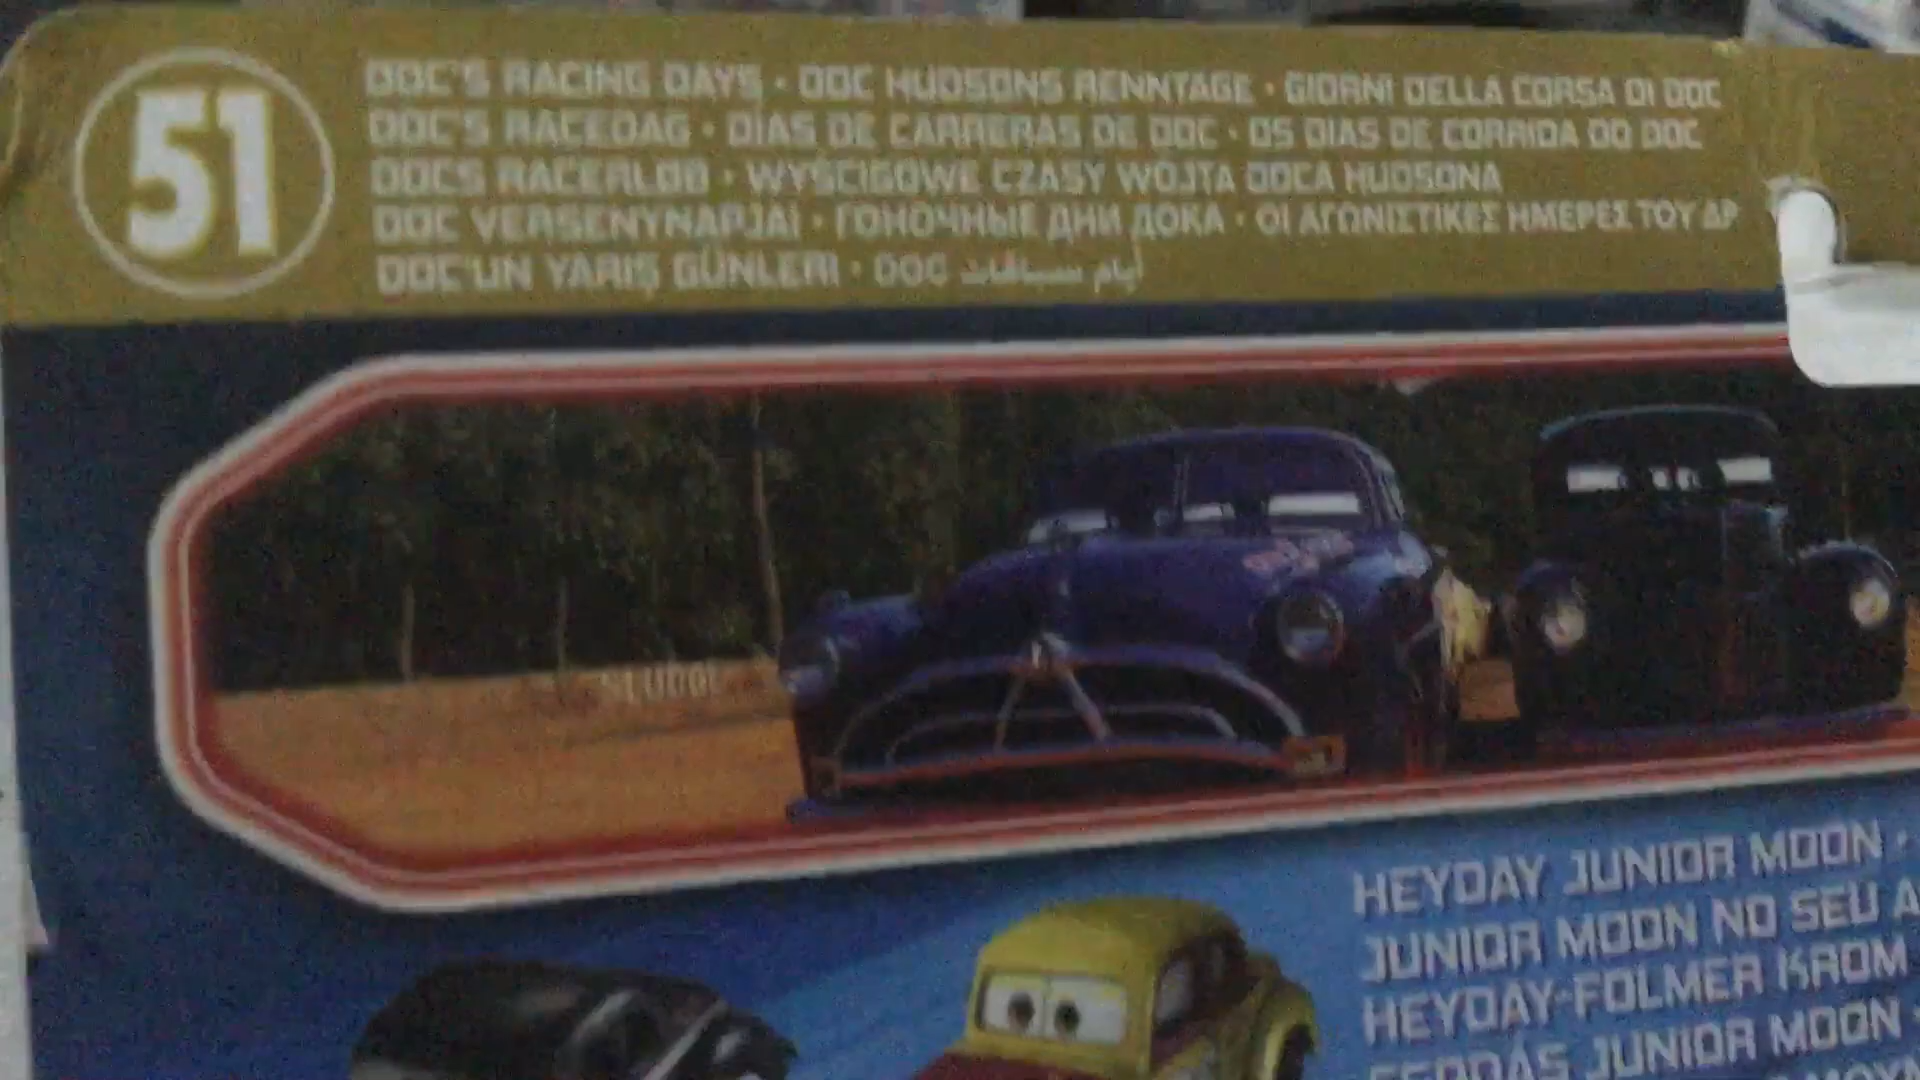 51
DOC'S RACING DAYS · DOC HUDSONS RENNTAGE · GIORNI DELLA CORSA DI DOC
DOC'S RACEDAG · DIAS DE CARRERAS DE DOC · OS DIAS DE CORRIDA DO DOC
DOCS RACERLØB · WYŚCIGOWE CZASY WÓJTA DOCA HUDSONA
DOC VERSENYNAPJAI · ГОНОЧНЫЕ ДНИ ДОКА · ΟΙ ΑΓΩΝΙΣΤΙΚΕΣ ΗΜΕΡΕΣ ΤΟΥ ΔΡ
DOC'UN YARIŞ GÜNLERI · DOC أيام سباقات
HEYDAY JUNIOR MOON ·
JUNIOR MOON NO SEU A
HEYDAY-FOLMER KROM
JUNIOR MOON ·